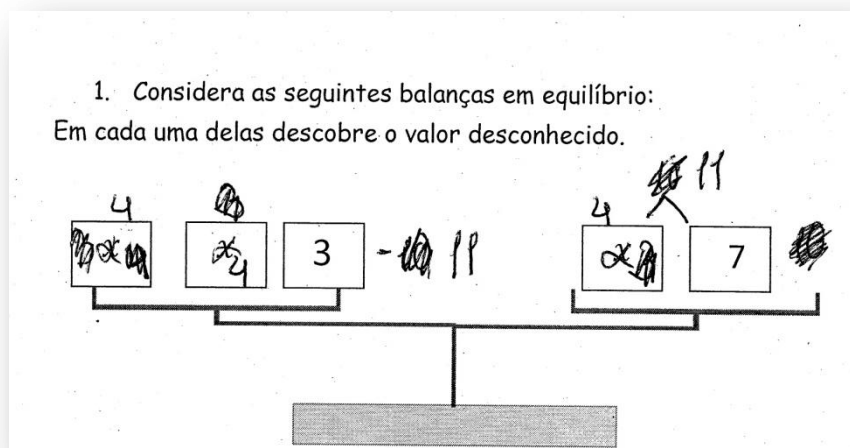 1. Considera as seguintes balanças em equilíbrio:
Em cada uma delas descobre o valor desconhecido.
11
4 4
x x 3 - 11 x 7
4